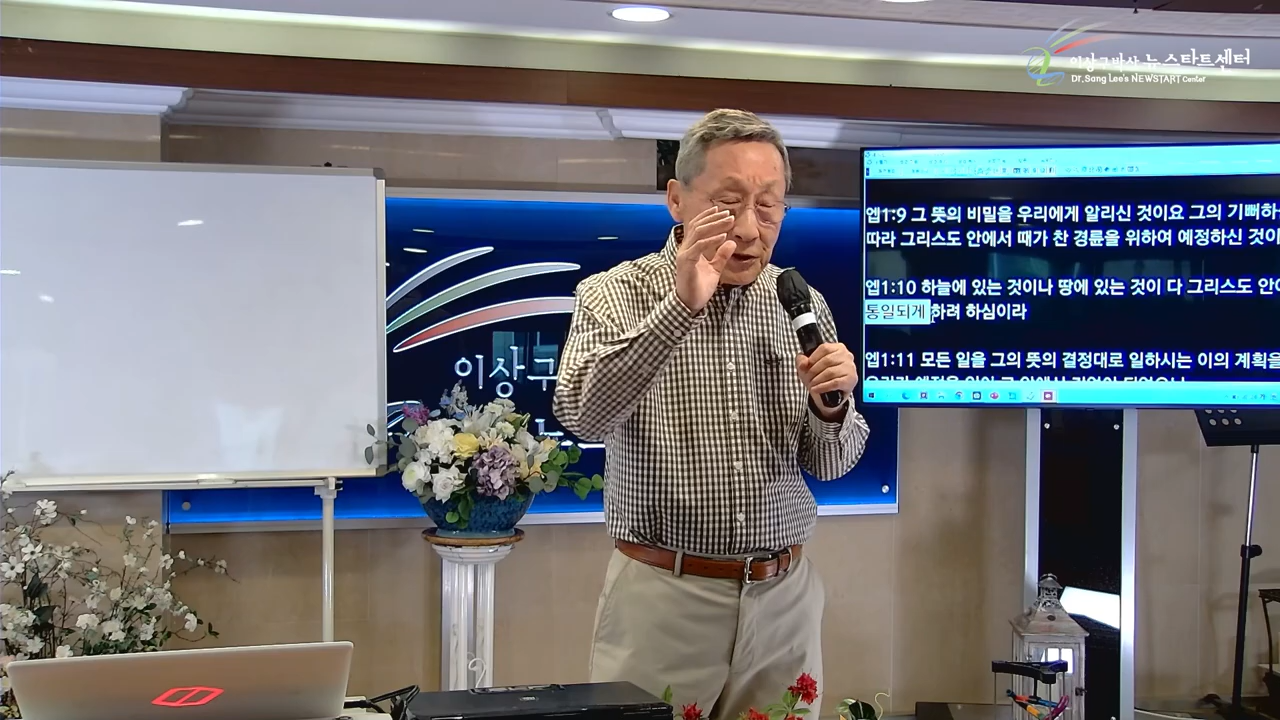 이상구박사 뉴스타트센터
Dr. Sang Lee's NEWSTART Center
엡1:9 그 뜻의 비밀을 우리에게 알리신 것이요 그의 기뻐하
따라 그리스도 안에서 때가 찬 경륜을 위하여 예정하신 것이
엡1:10 하늘에 있는 것이나 땅에 있는 것이 다 그리스도 안에
통일되게 하려 하심이라
엡1:11 모든 일을 그의 뜻의 결정대로 일하시는 이의 계획을
이상구